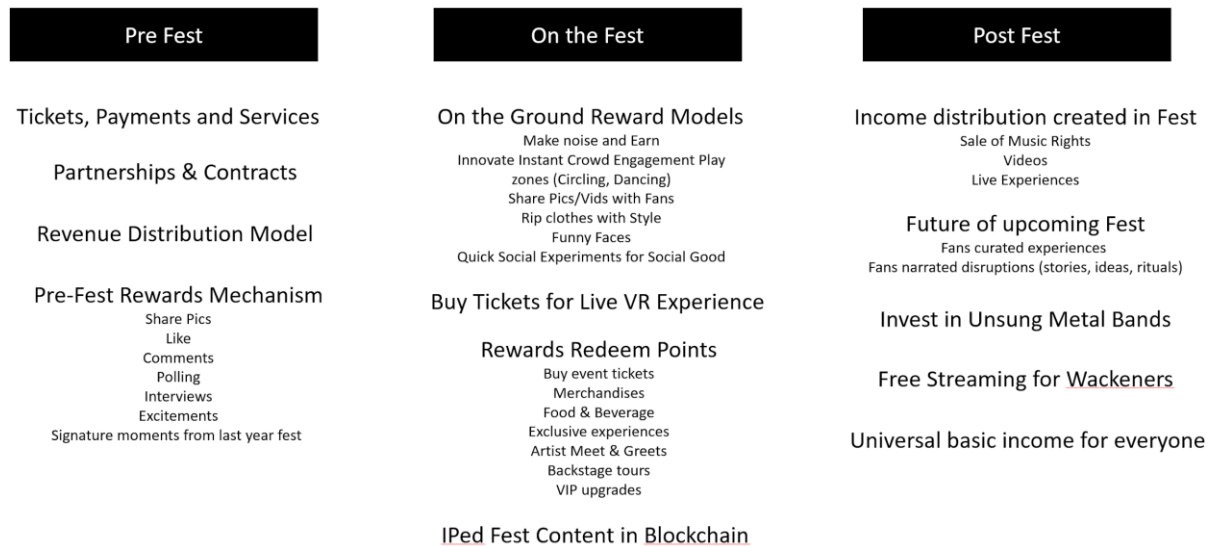 Pre Fest
Tickets, Payments and Services
Partnerships & Contracts
Revenue Distribution Model
Pre-Fest Rewards Mechanism
Share Pics
Like
Comments
Polling
Interviews
Excitements
Signature moments from last year fest
On the Fest
On the Ground Reward Models
Make noise and Earn
Innovate Instant Crowd Engagement Play
zones (Circling, Dancing)
Share Pics/Vids with Fans
Rip clothes with Style
Funny Faces
Quick Social Experiments for Social Good
Buy Tickets for Live VR Experience
Rewards Redeem Points
Buy event tickets
Merchandises
Food & Beverage
Exclusive experiences
Artist Meet & Greets
Backstage tours
VIP upgrades
IPed Fest Content in Blockchain
Post Fest
Income distribution created in Fest
Sale of Music Rights
Videos
Live Experiences
Future of upcoming Fest
Fans curated experiences
Fans narrated disruptions (stories, ideas, rituals)
Invest in Unsung Metal Bands
Free Streaming for Wackeners
Universal basic income for everyone